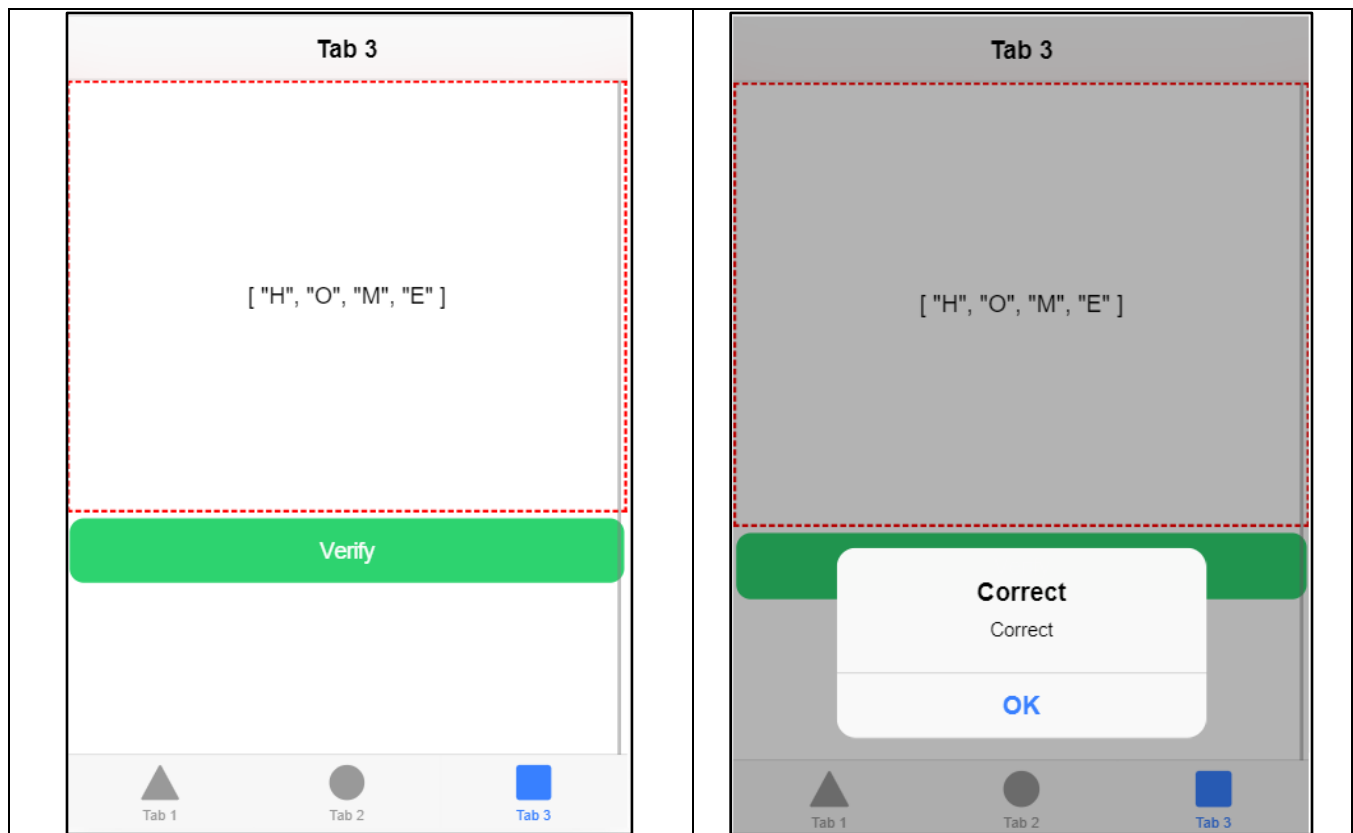 Tab 3
[ "H", "O", "M", "E" ]
Verify
Tab 1 Tab 2 Tab 3
Tab 3
[ "H", "O", "M", "E" ]
Correct
Correct
OK
Tab 1 Tab 2 Tab 3